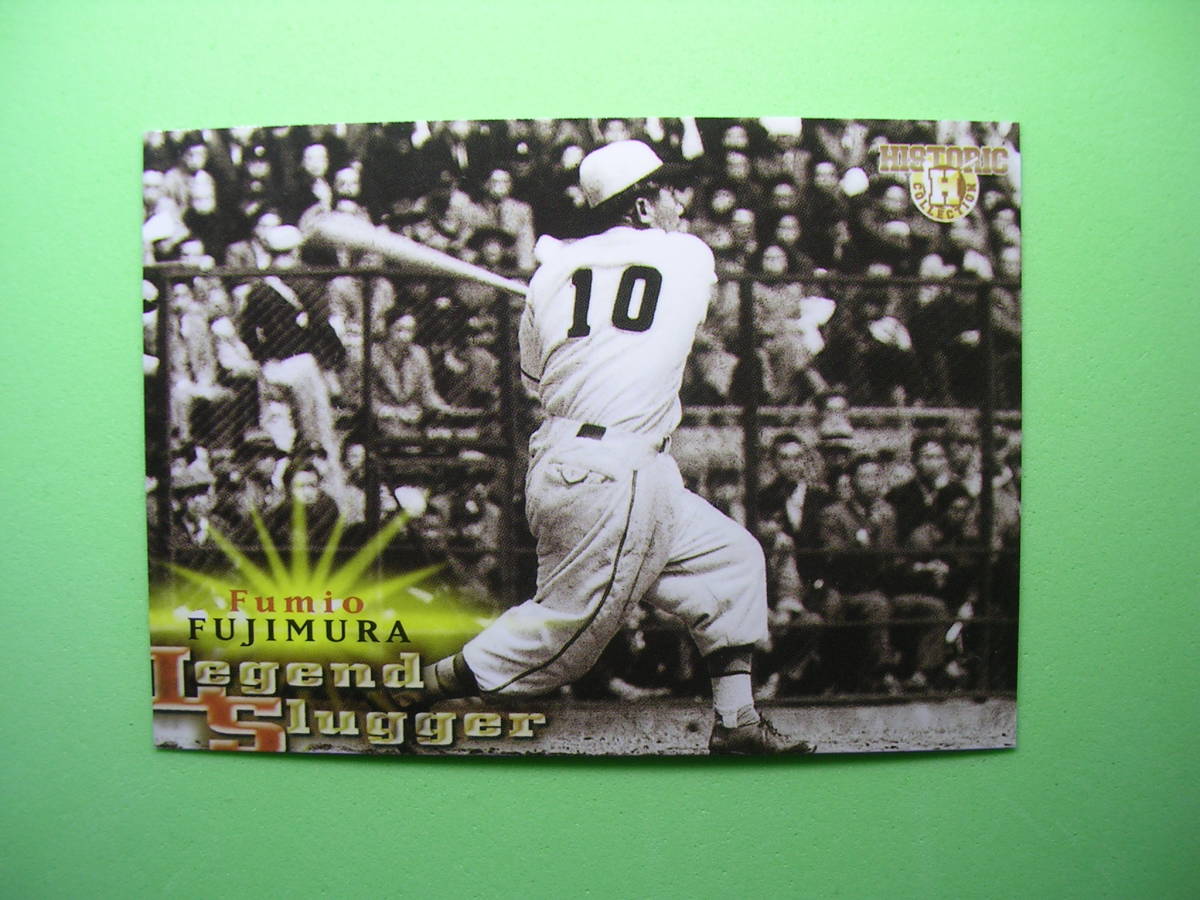 HISTORIC
H
COLLECTION
10
Fumio
FUJIMURA
Legend
Slugger